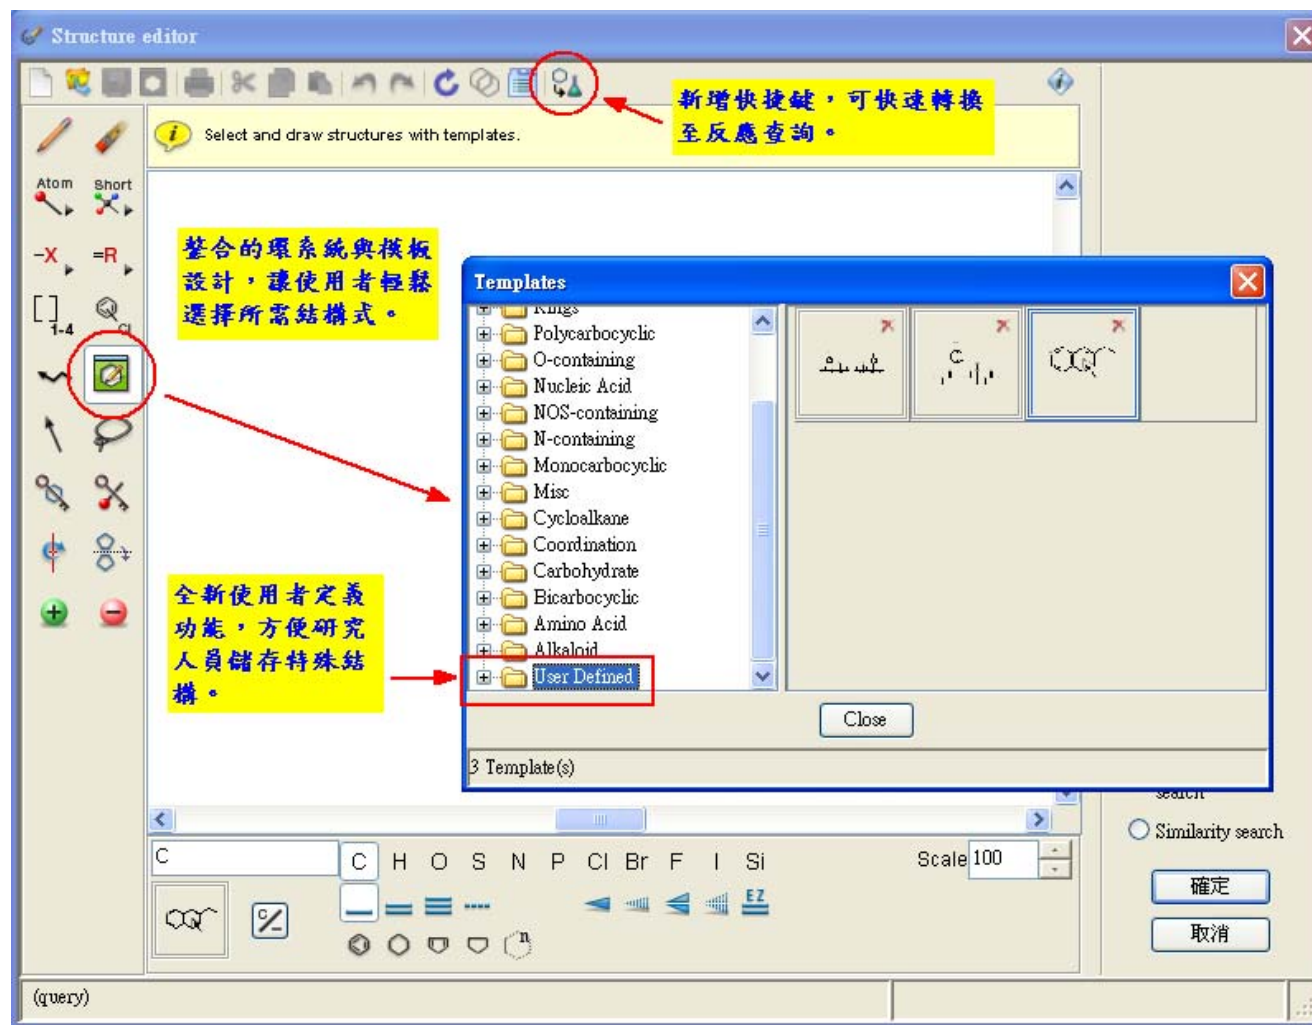 Structure editor
新增快捷鍵，可快速轉換
至反應查詢。
Select and draw structures with templates.
Atom
Short
-X
=R
[ ]
1-4
Cl
整合的環系統與模板
設計，讓使用者輕鬆
選擇所需結構式。
Templates
Rings
Polycarbocyclic
O-containing
Nucleic Acid
NOS-containing
N-containing
Monocarbocyclic
Misc
Cycloalkane
Coordination
Carbohydrate
Bicarbocyclic
Amino Acid
Alkaloid
User Defined
全新使用者定義
功能，方便研究
人員儲存特殊結
構。
Close
3 Template(s)
search
Similarity search
C
C H O S N P Cl Br F I Si
Scale 100
EZ
n
確定
取消
(query)